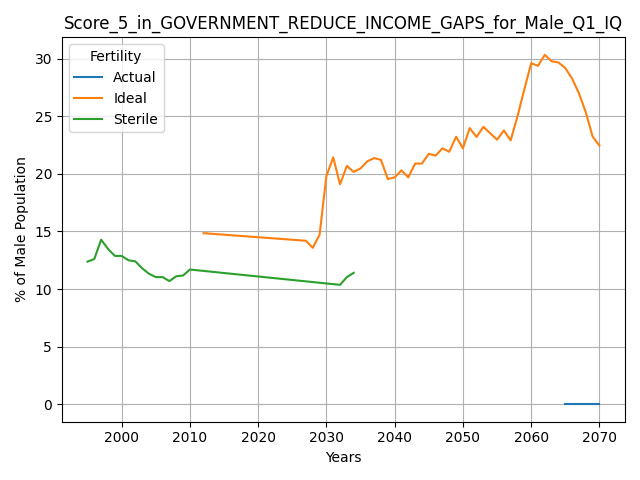 Score_5_in_GOVERNMENT_REDUCE_INCOME_GAPS_for_Male_Q1_IQ
Fertility
Actual
Ideal
Sterile
% of Male Population
30
25
20
15
10
5
0
2000 2010 2020 2030 2040 2050 2060 2070
Years